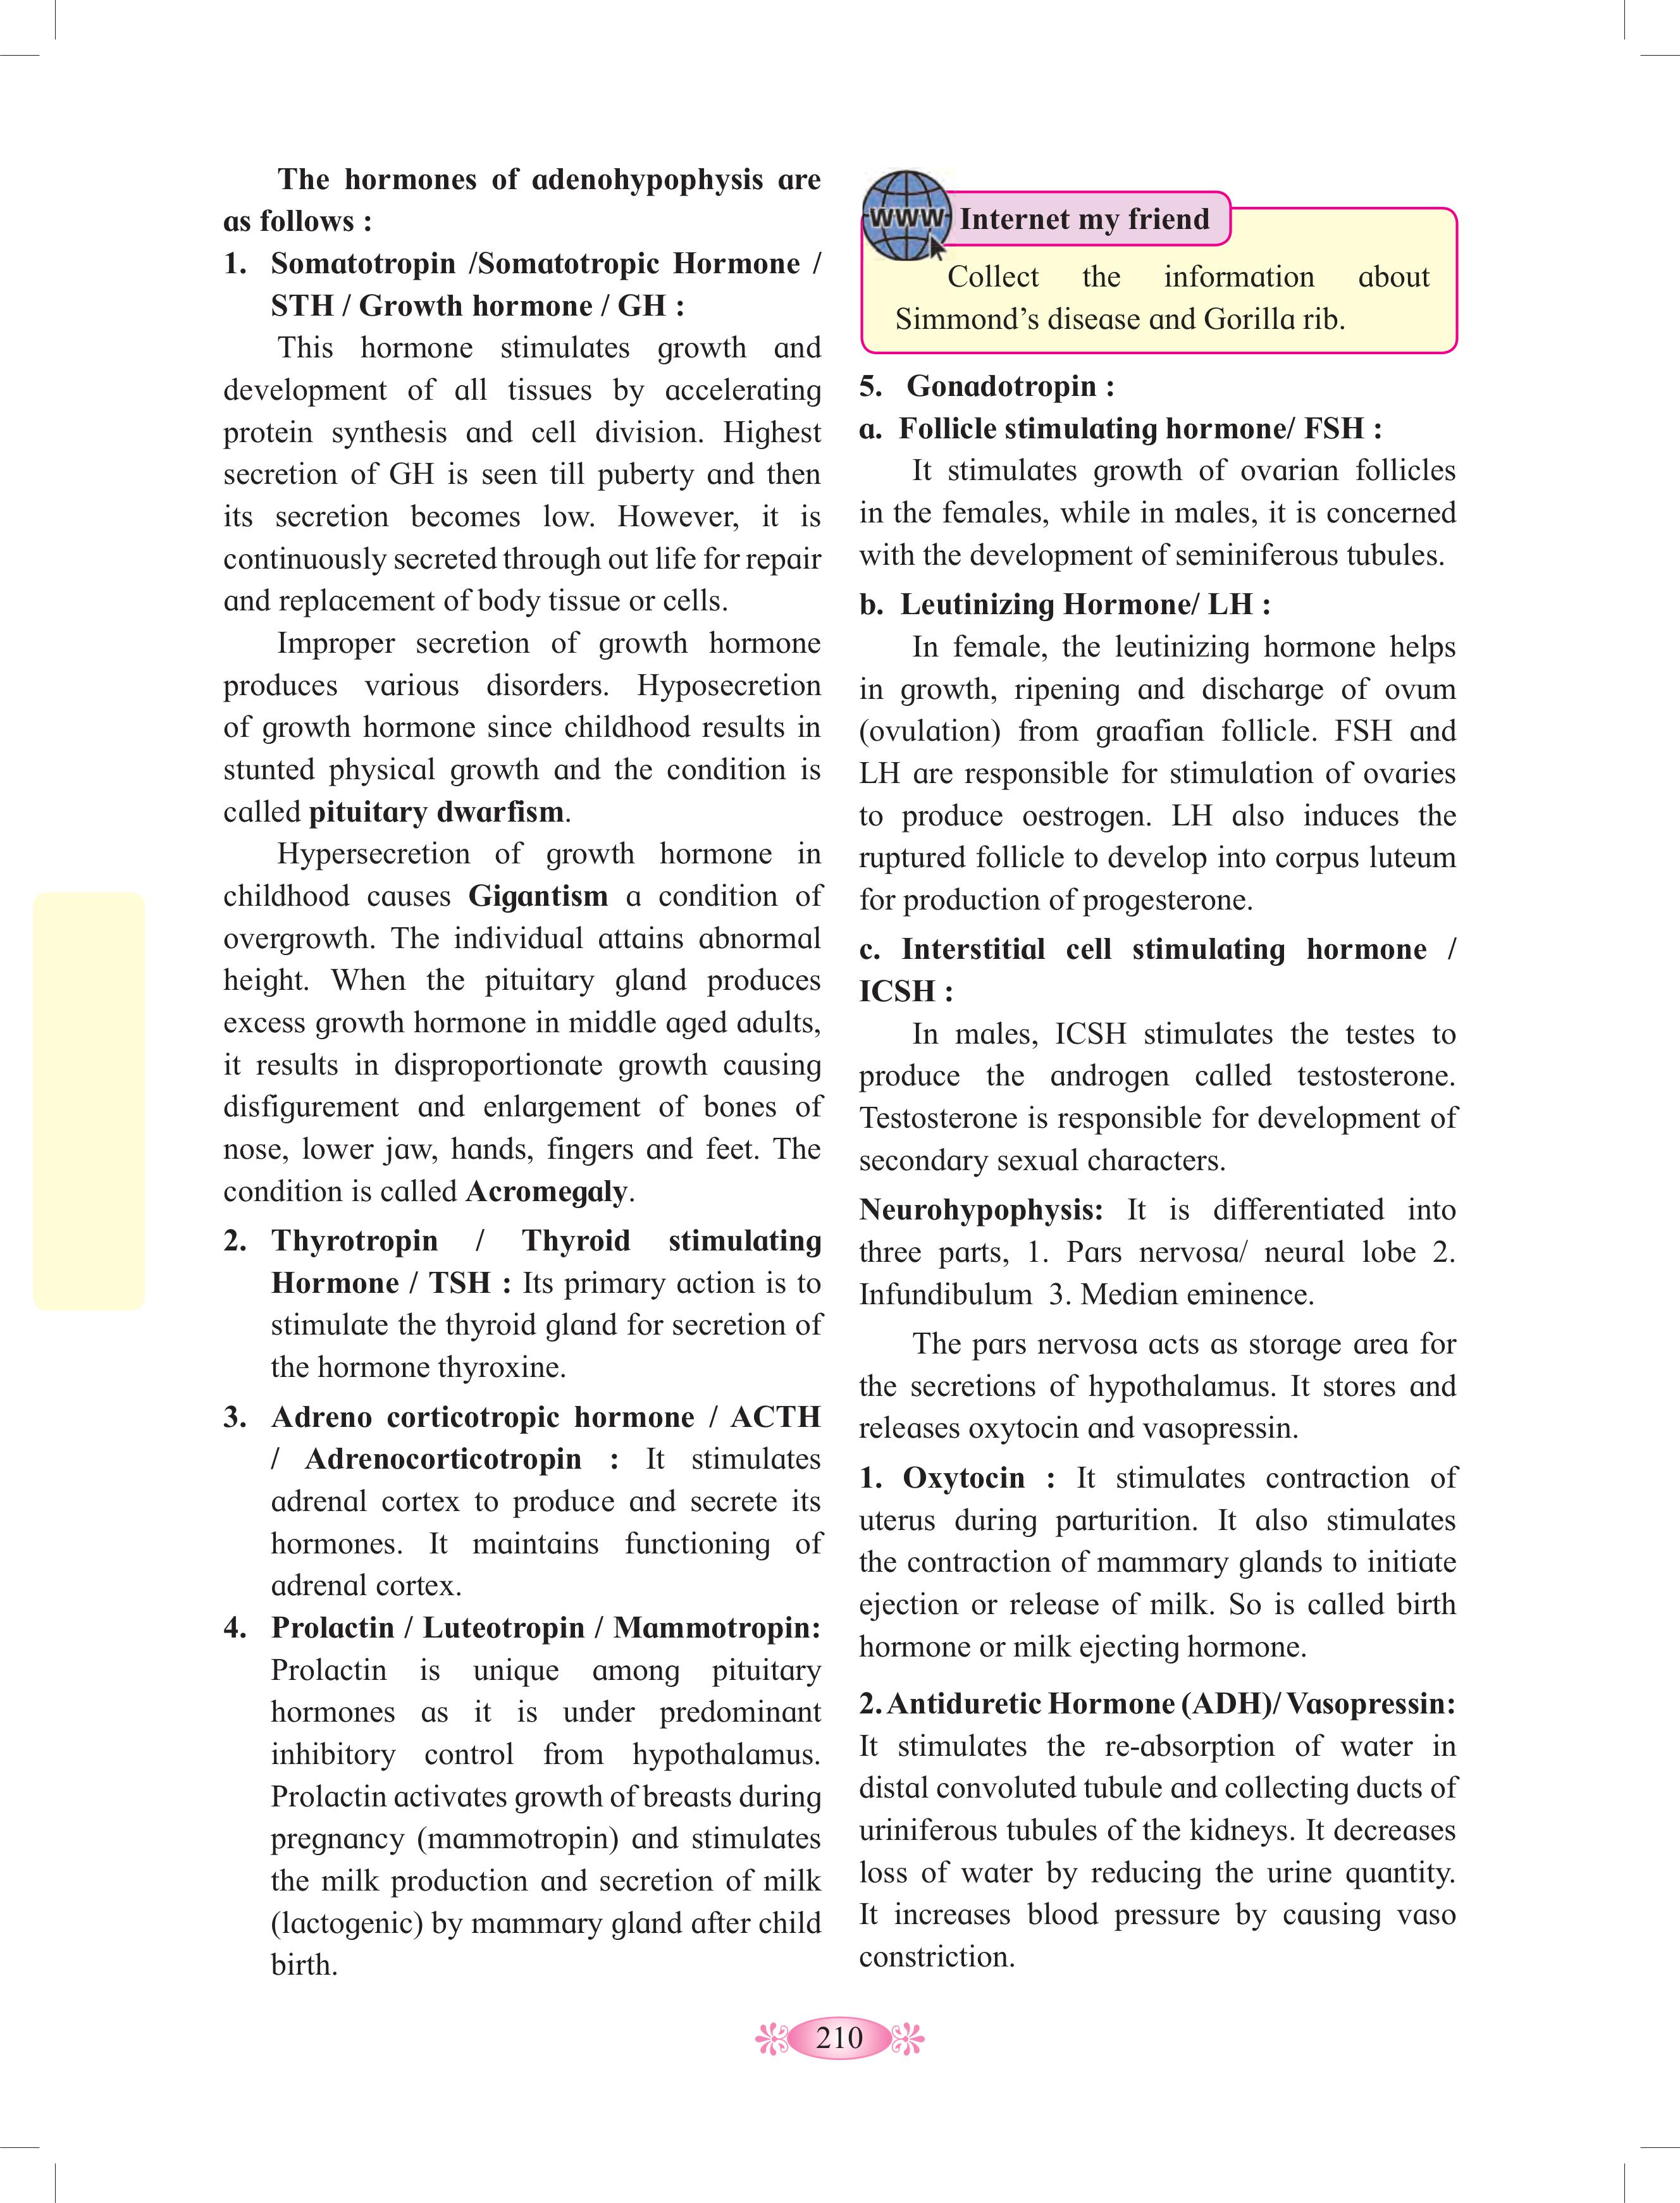 The hormones of adenohypophysis are
as follows :
1. Somatotropin /Somatotropic Hormone /
STH / Growth hormone / GH :
This hormone stimulates growth and
development of all tissues by accelerating
protein synthesis and cell division. Highest
secretion of GH is seen till puberty and then
its secretion becomes low. However, it is
continuously secreted through out life for repair
and replacement of body tissue or cells.
Improper secretion of growth hormone
produces various disorders. Hyposecretion
of growth hormone since childhood results in
stunted physical growth and the condition is
called pituitary dwarfism.
Hypersecretion of growth hormone in
childhood causes Gigantism a condition of
overgrowth. The individual attains abnormal
height. When the pituitary gland produces
excess growth hormone in middle aged adults,
it results in disproportionate growth causing
disfigurement and enlargement of bones of
nose, lower jaw, hands, fingers and feet. The
condition is called Acromegaly.
2. Thyrotropin / Thyroid stimulating
Hormone / TSH : Its primary action is to
stimulate the thyroid gland for secretion of
the hormone thyroxine.
3. Adreno corticotropic hormone / ACTH
/ Adrenocorticotropin : It stimulates
adrenal cortex to produce and secrete its
hormones. It maintains functioning of
adrenal cortex.
4. Prolactin / Luteotropin / Mammotropin:
Prolactin is unique among pituitary
hormones as it is under predominant
inhibitory control from hypothalamus.
Prolactin activates growth of breasts during
pregnancy (mammotropin) and stimulates
the milk production and secretion of milk
(lactogenic) by mammary gland after child
birth.
www Internet my friend
Collect the information about
Simmond’s disease and Gorilla rib.
5. Gonadotropin :
a. Follicle stimulating hormone/ FSH :
It stimulates growth of ovarian follicles
in the females, while in males, it is concerned
with the development of seminiferous tubules.
b. Leutinizing Hormone/ LH :
In female, the leutinizing hormone helps
in growth, ripening and discharge of ovum
(ovulation) from graafian follicle. FSH and
LH are responsible for stimulation of ovaries
to produce oestrogen. LH also induces the
ruptured follicle to develop into corpus luteum
for production of progesterone.
c. Interstitial cell stimulating hormone /
ICSH :
In males, ICSH stimulates the testes to
produce the androgen called testosterone.
Testosterone is responsible for development of
secondary sexual characters.
Neurohypophysis: It is differentiated into
three parts, 1. Pars nervosa/ neural lobe 2.
Infundibulum 3. Median eminence.
The pars nervosa acts as storage area for
the secretions of hypothalamus. It stores and
releases oxytocin and vasopressin.
1. Oxytocin : It stimulates contraction of
uterus during parturition. It also stimulates
the contraction of mammary glands to initiate
ejection or release of milk. So is called birth
hormone or milk ejecting hormone.
2. Antiduretic Hormone (ADH)/ Vasopressin:
It stimulates the re-absorption of water in
distal convoluted tubule and collecting ducts of
uriniferous tubules of the kidneys. It decreases
loss of water by reducing the urine quantity.
It increases blood pressure by causing vaso
constriction.
210